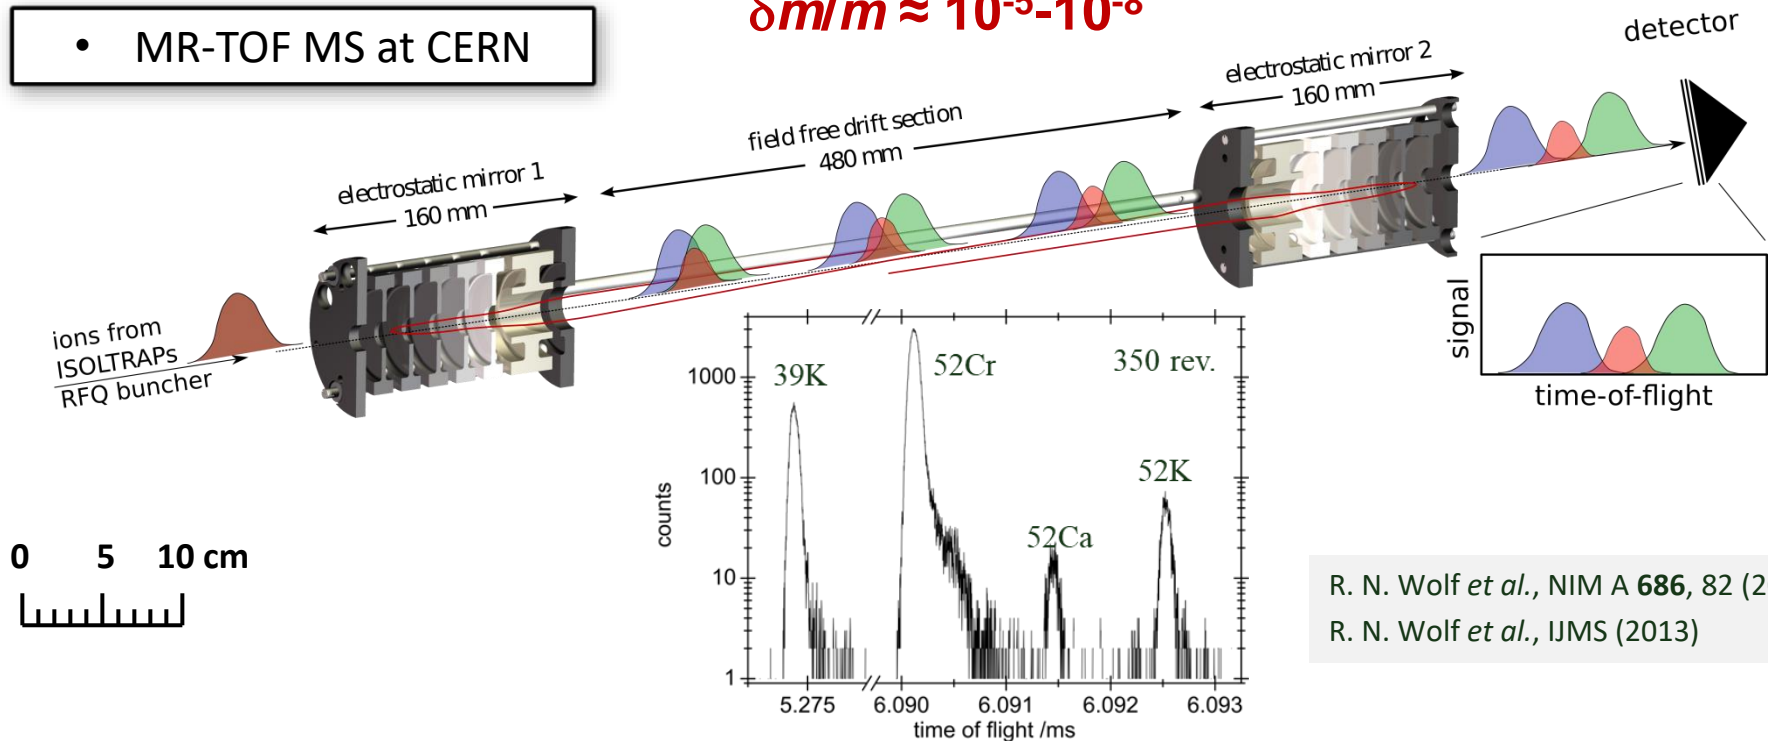 δm/m ≈ 10-5-10-8
• MR-TOF MS at CERN
detector
electrostatic mirror 2
160 mm
field free drift section
480 mm
electrostatic mirror 1
160 mm
ions from
ISOLTRAPs
RFQ buncher
signal
time-of-flight
39K
52Cr
350 rev.
52K
52Ca
counts
1000
100
10
1
5.275 6.090 6.091 6.092 6.093
time of flight /ms
0 5 10 cm
R. N. Wolf et al., NIM A 686, 82 (2
R. N. Wolf et al., IJMS (2013)